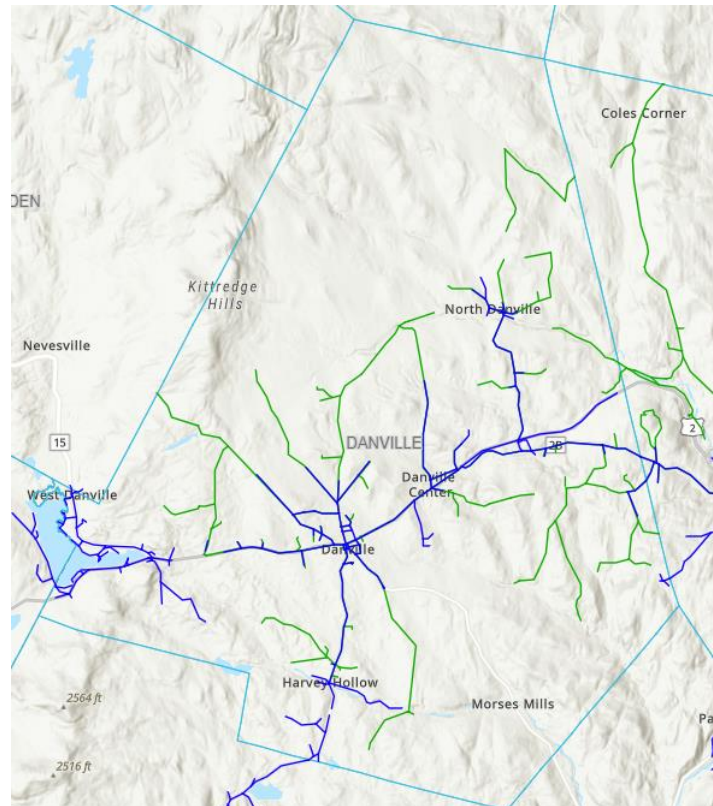 Coles Corner
DEN
Kittredge
Hills
North Danville
Nevesville
15
DANVILLE
2
2B
Danville
Center
West Danville
Danville
Harvey Hollow
2564 ft
Morses Mills
Pa
2516 ft